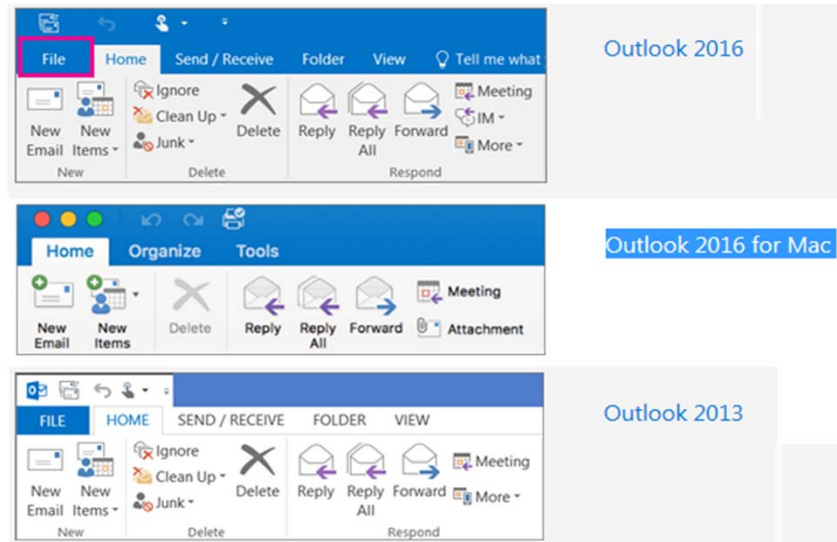 File Home Send / Receive Folder View Tell me what
Outlook 2016
Ignore Meeting
Clean Up IM
New New Delete Reply Reply Forward
Junk More
Email Items All
New Delete Respond
Outlook 2016 for Mac
Home Organize Tools
Meeting
New New Delete Reply Reply Forward Attachment
Email Items All
Outlook 2013
FILE HOME SEND / RECEIVE FOLDER VIEW
Ignore
Clean Up Meeting
New New Delete Reply Reply Forward More
Junk
Email Items All
New Delete Respond